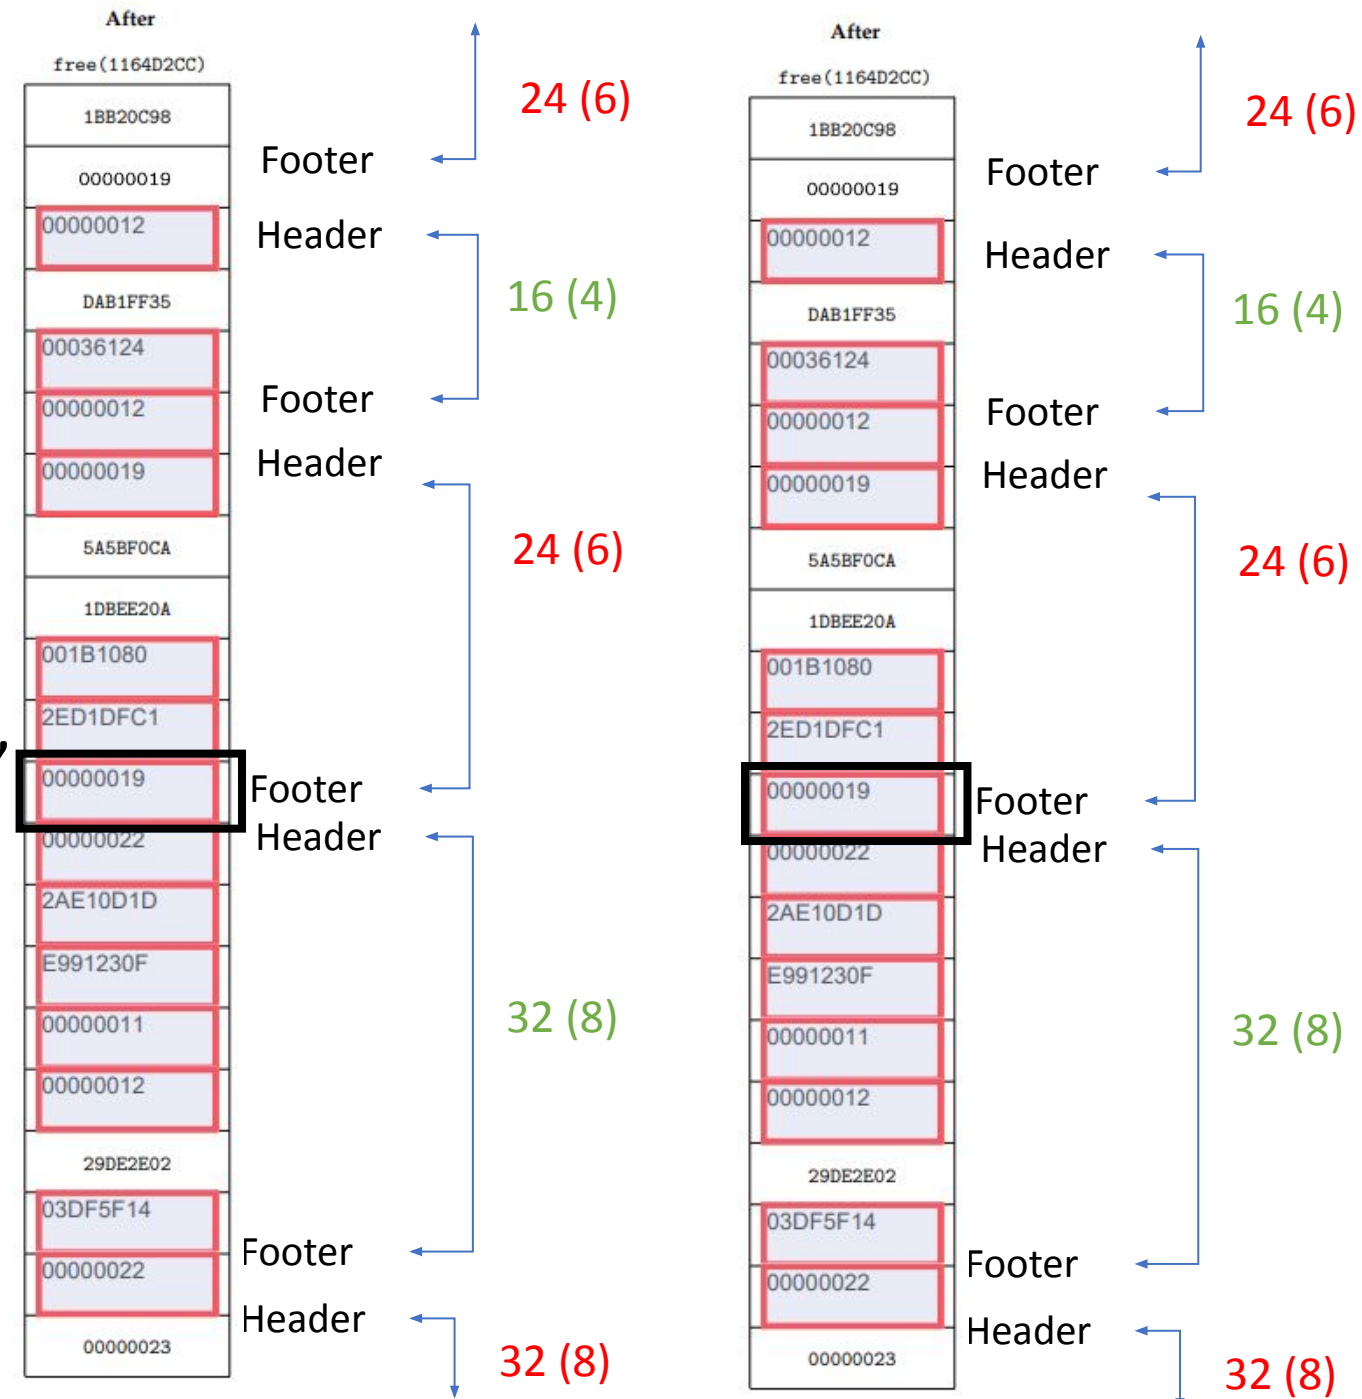 After
free(1164D2CC)
24 (6)
1BB20C98
Footer
00000019
00000012
Header
16 (4)
DAB1FF35
00036124
00000012
Footer
00000019
Header
24 (6)
5A5BF0CA
1DBEE20A
001B1080
2ED1DFC1
,
00000019
Footer
00000022
Header
2AE10D1D
E991230F
32 (8)
00000011
00000012
29DE2E02
03DF5F14
Footer
00000022
Header
00000023
32 (8)
After
free(1164D2CC)
24 (6)
1BB20C98
Footer
00000019
00000012
Header
16 (4)
DAB1FF35
00036124
00000012
Footer
00000019
Header
24 (6)
5A5BF0CA
1DBEE20A
001B1080
2ED1DFC1
00000019
Footer
00000022
Header
2AE10D1D
E991230F
32 (8)
00000011
00000012
29DE2E02
03DF5F14
Footer
00000022
Header
00000023
32 (8)